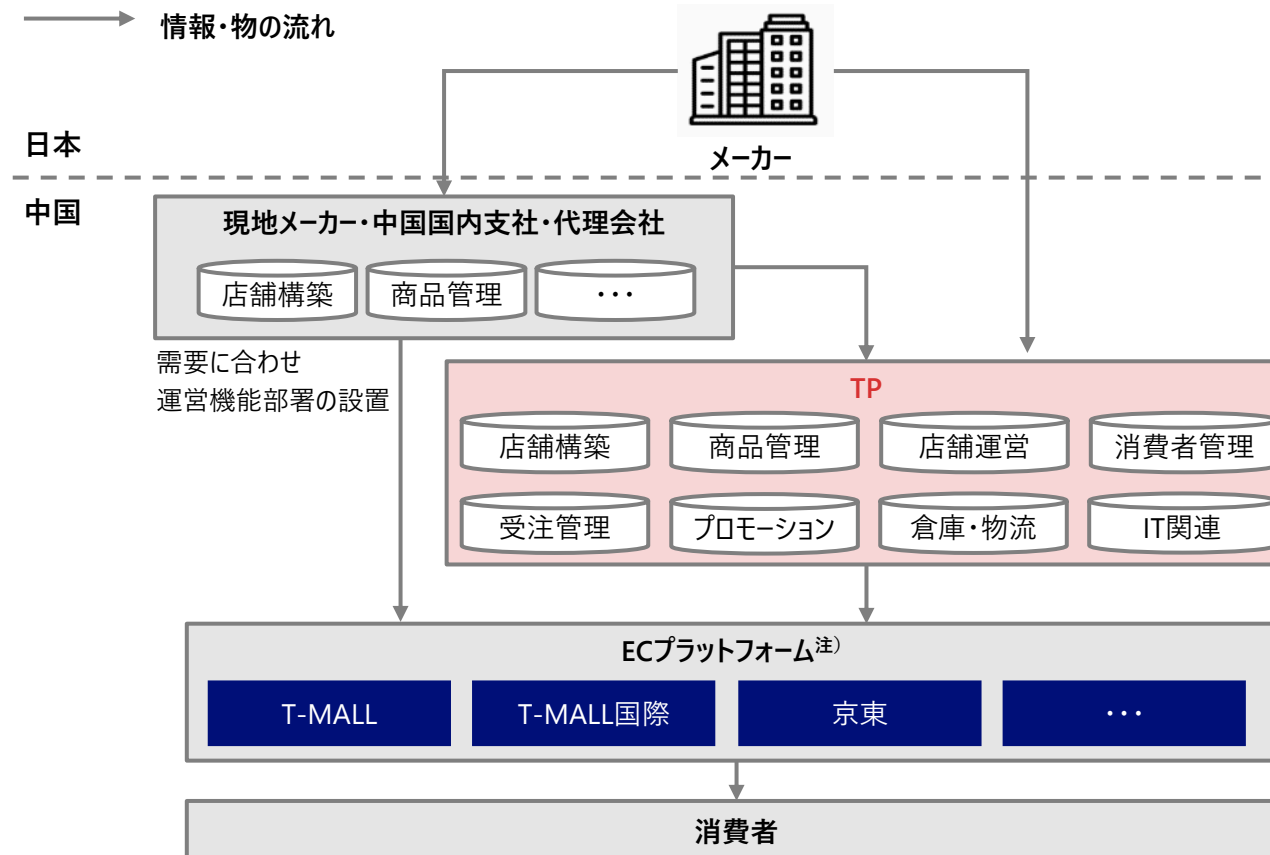 情報・物の流れ
メーカー
日本
中国
現地メーカー・中国国内支社・代理会社
店舗構築 商品管理 ・・・
需要に合わせ
運営機能部署の設置
TP
店舗構築 商品管理 店舗運営 消費者管理
受注管理 プロモーション 倉庫・物流 IT関連
ECプラットフォーム注）
T-MALL T-MALL国際 京東 ・・・
消費者